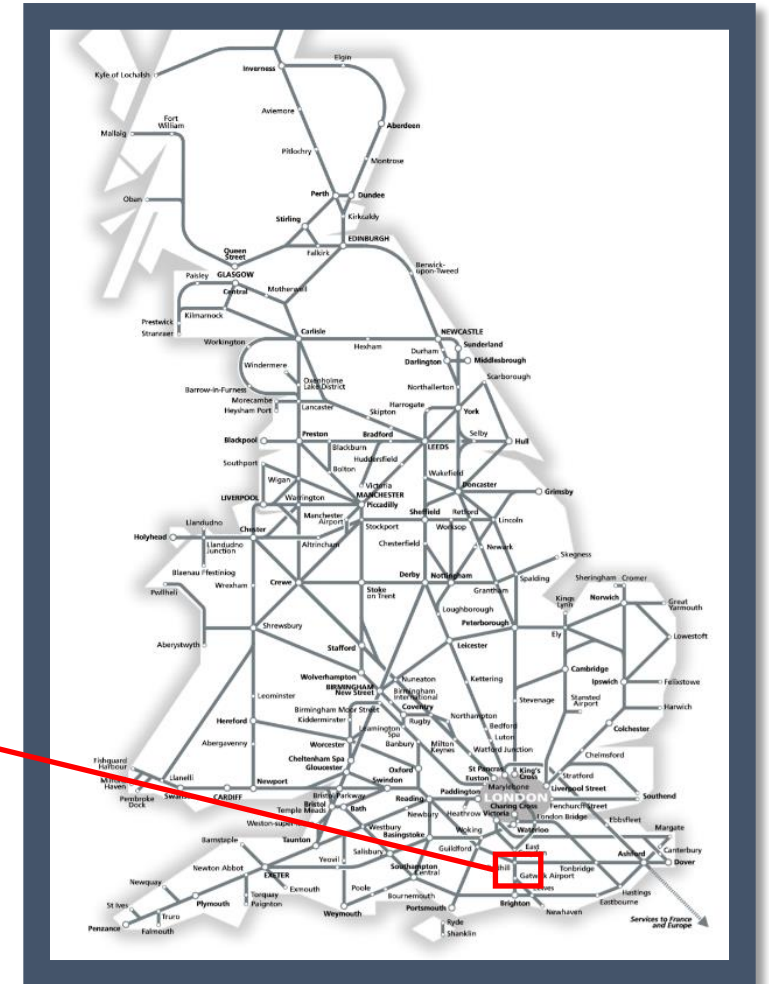 Elgin
Inverness
Kyle of Lochalsh
Aviemore
Fort
William
Mallaig
Aberdeen
Pitlochry
Montrose
Perth
Dundee
Oban
Stirling
Kirkcaldy
EDINBURGH
Queen
Street
Falkirk
GLASGOW
Berwick-
upon-Tweed
Paisley
Central
Motherwell
Kilmarnock
Prestwick
Stranraer
Carlisle
NEWCASTLE
Workington
Hexham
Sunderland
Durham
Darlington
Middlesbrough
Windermere
Scarborough
Oxenholme
Lake District
Barrow-in-Furness
Northallerton
Morecambe
Heysham Port
Lancaster
Harrogate
York
Skipton
Blackpool
Preston
Bradford
Selby
Blackburn
LEEDS
Hull
Huddersfield
Southport
Bolton
Wakefield
Wigan
Victoria
Doncaster
MANCHESTER
Piccadilly
Grimsby
LIVERPOOL
Warrington
Manchester
Airport
Sheffield
Retford
Lincoln
Llandudno
Chester
Stockport
Worksop
Holyhead
Llandudno
Junction
Altrincham
Chesterfield
Newark
Skegness
Blaenau Ffestiniog
Wrexham
Crewe
Stoke
on Trent
Derby
Nottingham
Spalding
Sheringham
Cromer
Pwllheli
Grantham
Kings
Lynn
Norwich
Great
Yarmouth
Loughborough
Shrewsbury
Peterborough
Ely
Lowestoft
Aberystwyth
Stafford
Leicester
Wolverhampton
Nuneaton
Cambridge
BIRMINGHAM
New Street
Birmingham
International
Kettering
Ipswich
Felixstowe
Leominster
Stansted
Airport
Birmingham Moor Street
Coventry
Stevenage
Harwich
Kidderminster
Rugby
Northampton
Hereford
Leamington
Spa
Bedford
Colchester
Worcester
Banbury
Milton
Keynes
Luton
Abergavenny
Watford Junction
Chelmsford
Cheltenham Spa
Gloucester
Oxford
St Pancras
King's
Cross
Fishguard
Harbour
Euston
Stratford
Llanelli
Swindon
Marylebone
Liverpool Street
Haven
Newport
Paddington
LONDON
Pembroke
Dock
CARDIFF
Reading
Charing Cross
Fenchurch Street
Southend
Bristol
Temple Meads
Bath
Newbury
Heathrow
Victoria
London Bridge
Ebbsfleet
Westbury
Waterloo
Margate
Basingstoke
Woking
Barnstaple
Taunton
Guildford
East
Canterbury
Salisbury
Ashford
Yeovil
Tonbridge
Dover
Newton Abbot
Southampton
Central
Gatwick Airport
EXETER
Newquay
Exmouth
Poole
Hastings
Torquay
Paignton
Bournemouth
Brighton
Eastbourne
St Ives
Plymouth
Portsmouth
Newhaven
Truro
Weymouth
Ryde
Services to France
and Europe
Penzance
Falmouth
Shanklin